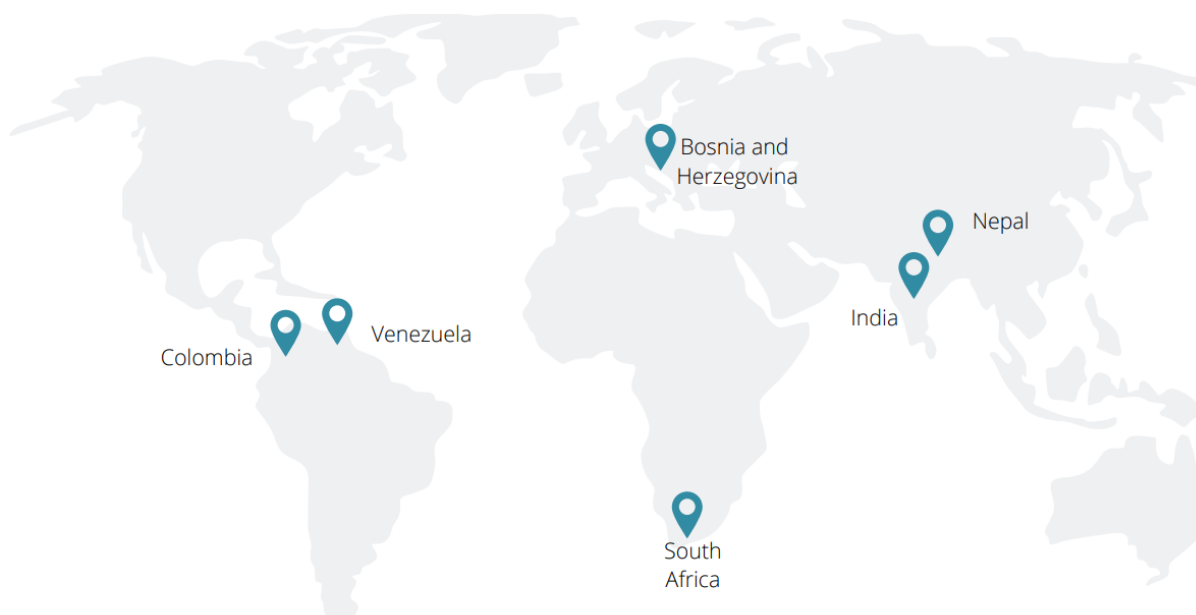 Bosnia and
Herzegovina
Nepal
India
Venezuela
Colombia
South
Africa